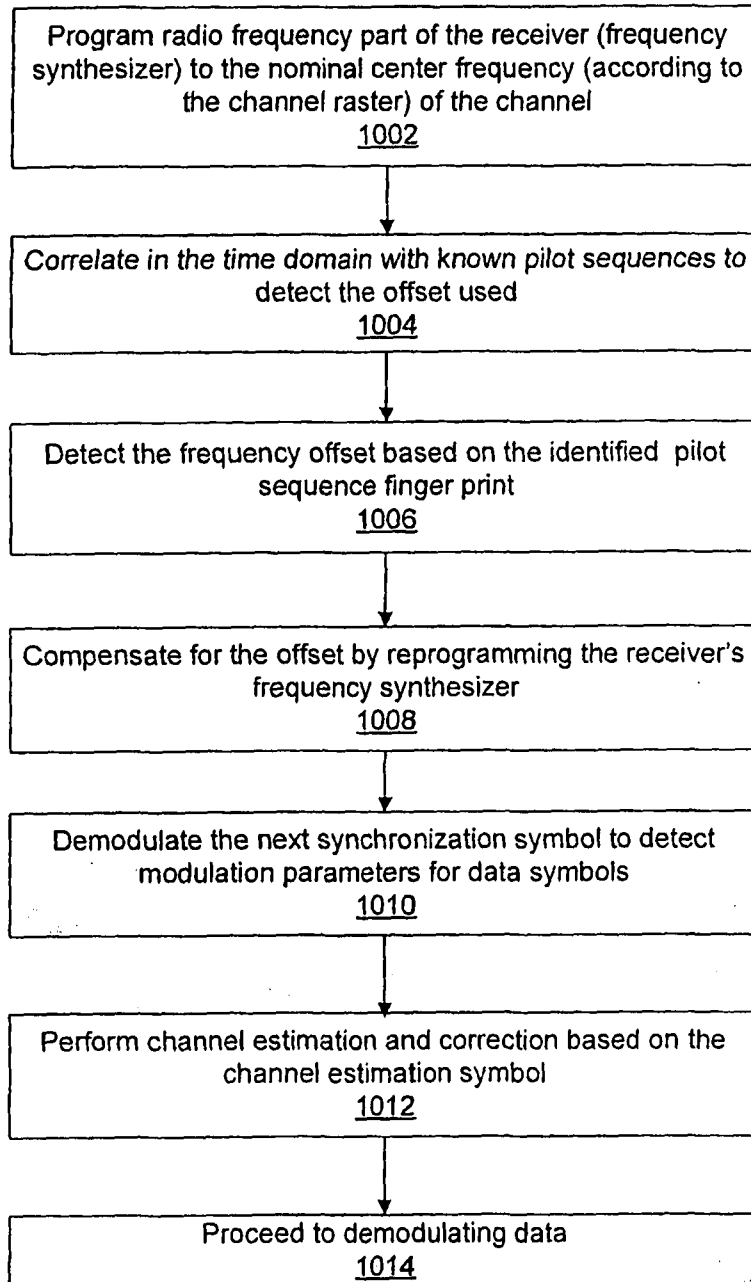 Program radio frequency part of the receiver (frequency
synthesizer) to the nominal center frequency (according to
the channel raster) of the channel
1002
Correlate in the time domain with known pilot sequences to
detect the offset used
1004
Detect the frequency offset based on the identified pilot
sequence finger print
1006
Compensate for the offset by reprogramming the receiver's
frequency synthesizer
1008
Demodulate the next synchronization symbol to detect
modulation parameters for data symbols
1010
Perform channel estimation and correction based on the
channel estimation symbol
1012
Proceed to demodulating data
1014